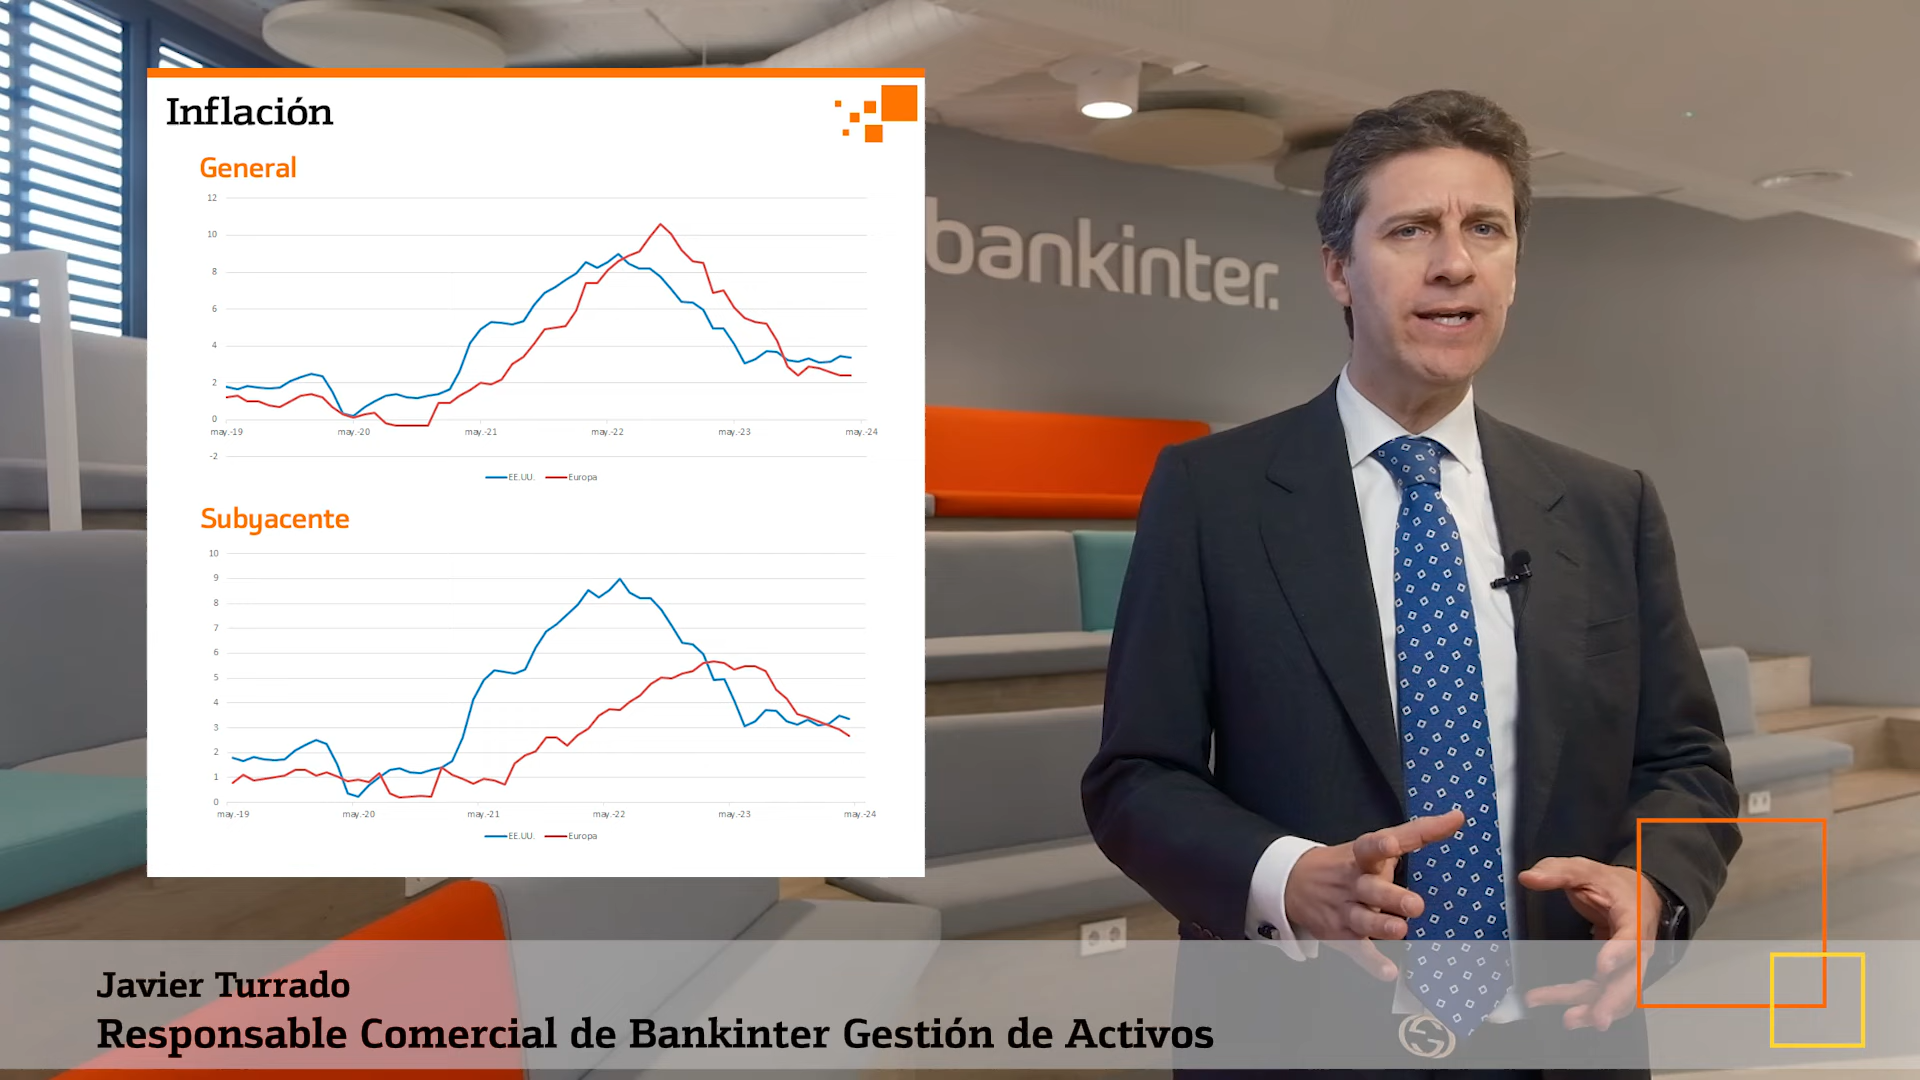 Inflación
General
12
10
8
6
4
2
0
may.-19 may.-20 may.-21 may.-22 may.-23 may.-24
-2
EE.UU. Europa
Subyacente
10
9
8
7
6
5
4
3
2
1
0
may.-19 may.-20 may.-21 may.-22 may.-23 may.-24
EE.UU. Europa
bankinter.
Javier Turrado
Responsable Comercial de Bankinter Gestión de Activos